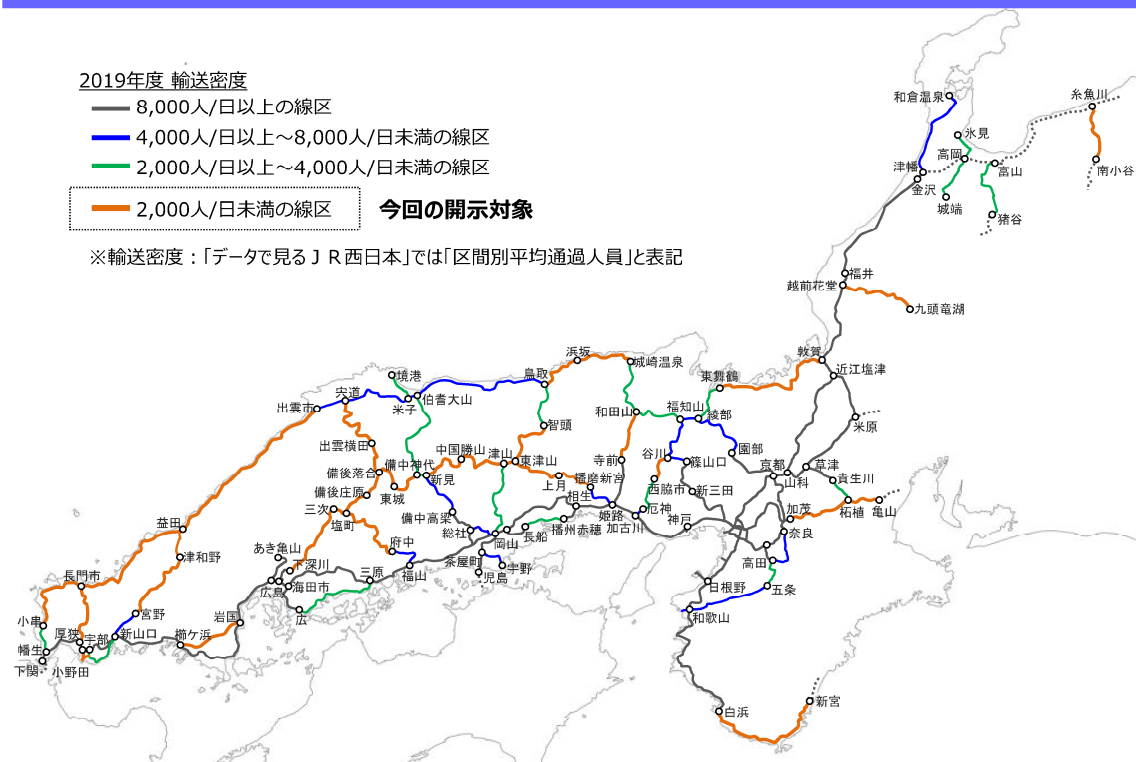 2019年度 輸送密度
8,000人/日以上の線区
4,000人/日以上～8,000人/日未満の線区
2,000人/日以上～4,000人/日未満の線区
2,000人/日未満の線区
今回の開示対象
※輸送密度：「データで見るＪＲ西日本」では「区間別平均通過人員」と表記
和倉温泉
糸魚川
氷見
高岡
津幡
富山
南小谷
金沢
城端
猪谷
福井
越前花堂
九頭竜湖
敦賀
近江塩津
浜坂
城崎温泉
東舞鶴
境港
鳥取
宍道
伯耆大山
米子
出雲市
和田山
福知山
綾部
米原
智頭
出雲横田
中国勝山
津山
東津山
谷川
園部
備後落合
備中神代
新見
寺前
篠山口
京都
山科
草津
貴生川
備後庄原
東城
上月
播磨新宮
西脇市
新三田
三次
塩町
備中高梁
相生
姫路
厄神
加古川
神戸
加茂
柘植
亀山
益田
総社
岡山
長船
播州赤穂
奈良
あき亀山
府中
高田
津和野
下深川
三原
福山
茶屋町
児島
宇野
長門市
広島
海田市
日根野
五条
小串
宮野
岩国
広
和歌山
厚狭
宇部
新山口
櫛ケ浜
幡生
下関
小野田
白浜
新宮